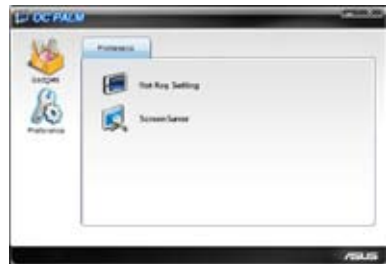 OC PALM
Gadgets
Preference
Preference
Hot Key Setting
ScreenSaver
ASUS